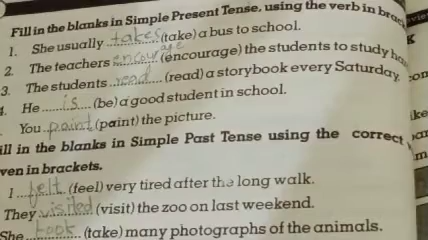 Fill in the blanks in Simple Present Tense, using the verb in
1. She usually takes (take) a bus to school.
2. The teachers encourage (encourage) the students to study
3. The students read (read) a storybook every Saturday.
He is (be) a good student in school.
You paint (paint) the picture.
ill in the blanks in Simple Past Tense using the correct
ven in brackets.
I felt (feel) very tired after the long walk.
They visited (visit) the zoo on last weekend.
She took (take) many photographs of the animals.